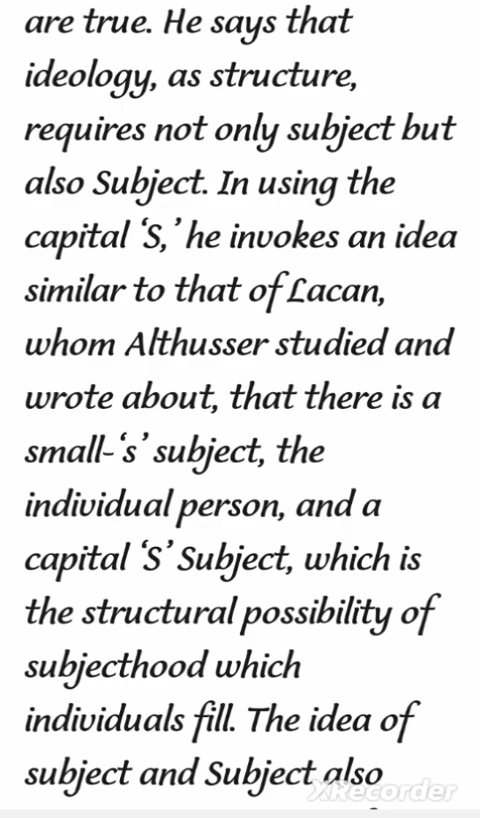 are true. He says that
ideology, as structure,
requires not only subject but
also Subject. In using the
capital ‘S,’ he invokes an idea
similar to that of Lacan,
whom Althusser studied and
wrote about, that there is a
small-‘s’ subject, the
individual person, and a
capital ‘S’ Subject, which is
the structural possibility of
subjecthood which
individuals fill. The idea of
subject and Subject also
XRecorder